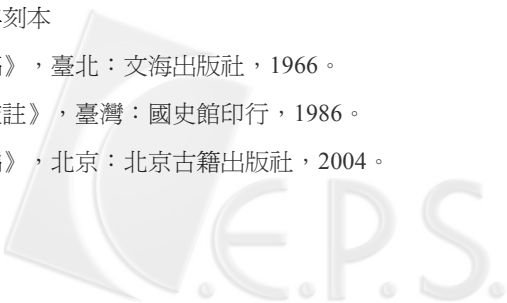 刻本
》，臺北：文海出版社，1966。
註》，臺灣：國史館印行，1986。
》，北京：北京古籍出版社，2004。
C.E.P.S.